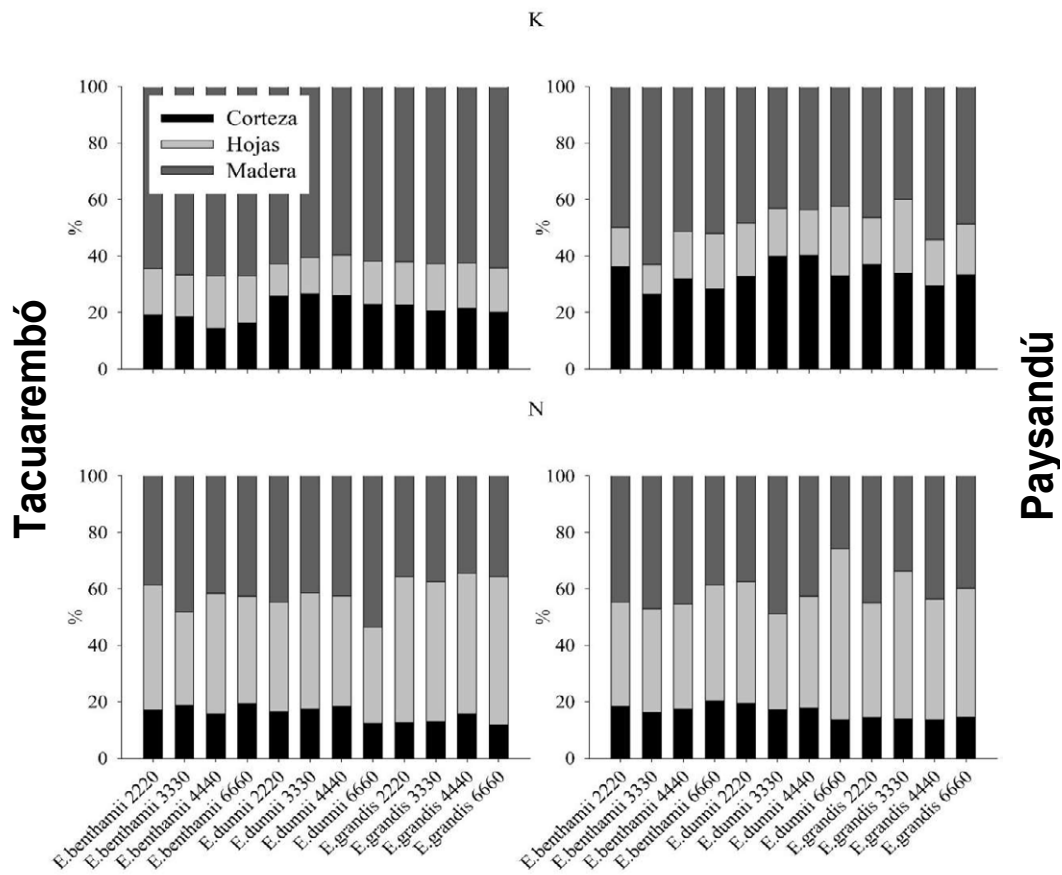 K
100
80
60
40
20
0
%
Corteza
Hojas
Madera
100
80
60
40
20
0
%
Tacuarembó
Paysandú
N
100
80
60
40
20
0
%
100
80
60
40
20
0
%
E.benthamii 2220
E.benthamii 3330
E.benthamii 4440
E.benthamii 6660
E.dunnii 2220
E.dunnii 3330
E.dunnii 4440
E.dunnii 6660
E.grandis 2220
E.grandis 3330
E.grandis 4440
E.grandis 6660
E.benthamii 2220
E.benthamii 3330
E.benthamii 4440
E.benthamii 6660
E.dunnii 2220
E.dunnii 3330
E.dunnii 4440
E.dunnii 6660
E.grandis 2220
E.grandis 3330
E.grandis 4440
E.grandis 6660